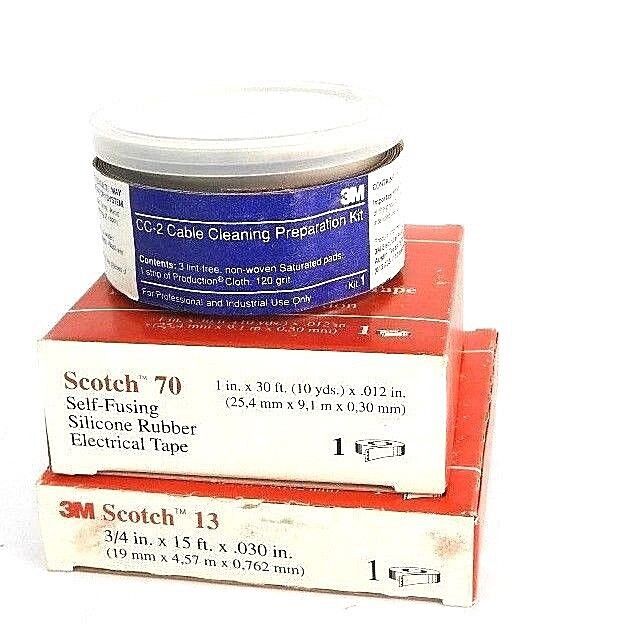 3M
CC-2 Cable Cleaning Preparation Kit
Contents: 3 lint-free, non-woven Saturated pads;
1 strip of Production© Cloth, 120 grit
1 Kit
For Professional and Industrial Use Only
1
Scotch™ 70
Self-Fusing
Silicone Rubber
Electrical Tape
1 in. x 30 ft. (10 yds.) x .012 in.
(25,4 mm x 9,1 m x 0,30 mm)
1
3M Scotch™ 13
3/4 in. x 15 ft. x .030 in.
(19 mm x 4,57 m x 0,762 mm)
1